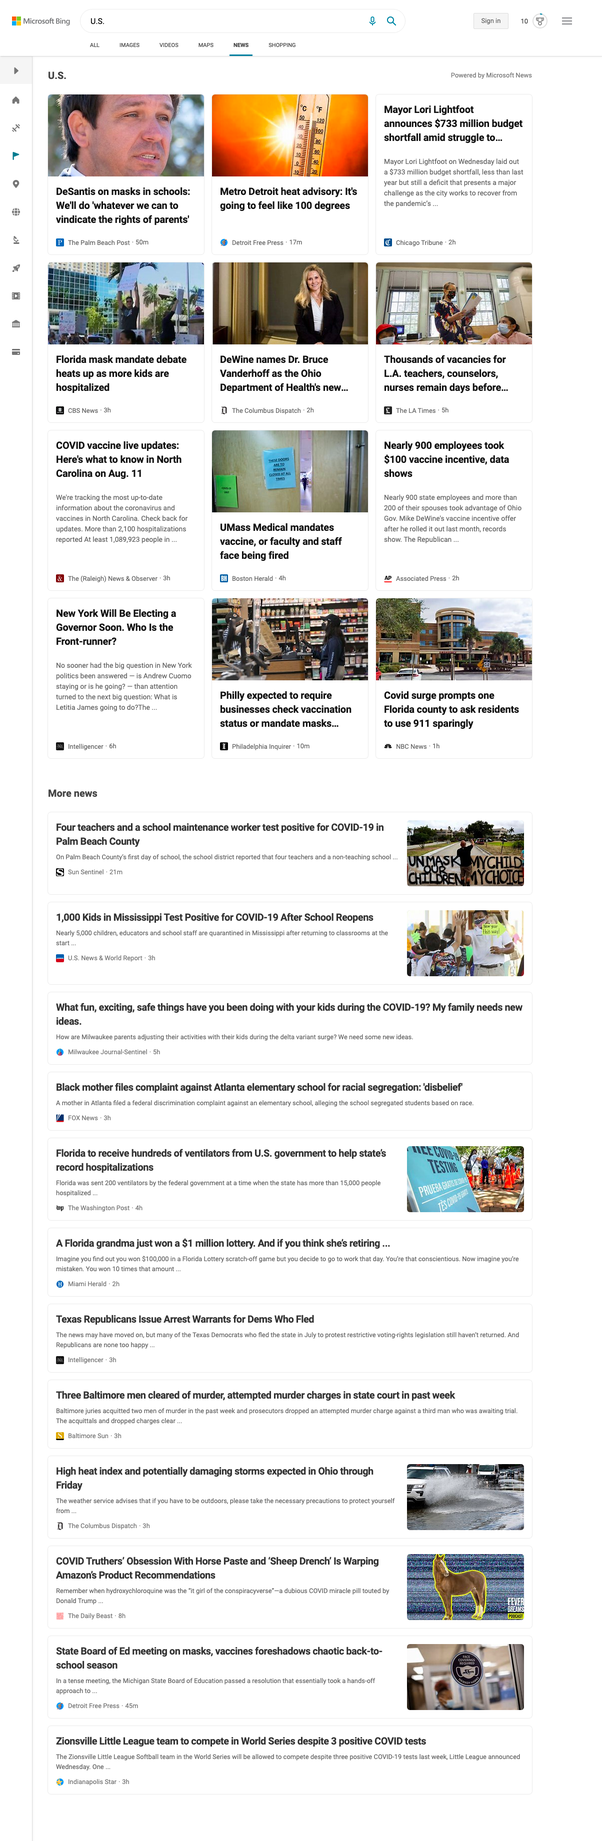 Microsoft Bing
U.S.
Sign in
10
ALL
IMAGES
VIDEOS
MAPS
NEWS
SHOPPING
U.S.
Powered by Microsoft News
DeSantis on masks in schools:
We'll do 'whatever we can to
vindicate the rights of parents'
The Palm Beach Post · 50m
Metro Detroit heat advisory: It's
going to feel like 100 degrees
Detroit Free Press · 17m
Mayor Lori Lightfoot
announces $733 million budget
shortfall amid struggle to...
Mayor Lori Lightfoot on Wednesday laid out
a $733 million budget shortfall, less than last
year but still a deficit that presents a major
challenge as the city works to recover from
the pandemic's ...
Chicago Tribune · 2h
Florida mask mandate debate
heats up as more kids are
hospitalized
CBS News · 3h
DeWine names Dr. Bruce
Vanderhoff as the Ohio
Department of Health's new...
The Columbus Dispatch · 2h
Thousands of vacancies for
L.A. teachers, counselors,
nurses remain days before...
The LA Times · 5h
COVID vaccine live updates:
Here's what to know in North
Carolina on Aug. 11
We're tracking the most up-to-date
information about the coronavirus and
vaccines in North Carolina. Check back for
updates. More than 2,100 hospitalizations
reported At least 1,089,923 people in ...
The (Raleigh) News & Observer · 3h
UMass Medical mandates
vaccine, or faculty and staff
face being fired
Boston Herald · 4h
Nearly 900 employees took
$100 vaccine incentive, data
shows
Nearly 900 state employees and more than
200 of their spouses took advantage of Ohio
Gov. Mike DeWine's vaccine incentive offer
after he rolled it out last month, records
show. The Republican ...
AP Associated Press · 2h
New York Will Be Electing a
Governor Soon. Who Is the
Front-runner?
No sooner had the big question in New York
politics been answered — is Andrew Cuomo
staying or is he going? — than attention
turned to the next big question: What is
Letitia James going to do?The ...
Intelligencer · 6h
Philly expected to require
businesses check vaccination
status or mandate masks...
Philadelphia Inquirer · 10m
Covid surge prompts one
Florida county to ask residents
to use 911 sparingly
NBC News · 1h
More news
Four teachers and a school maintenance worker test positive for COVID-19 in
Palm Beach County
On Palm Beach County's first day of school, the school district reported that four teachers and a non-teaching school ...
Sun Sentinel · 21m
UNMASK
OUR
CHILDREN
MY CHILD
MY CHOICE
1,000 Kids in Mississippi Test Positive for COVID-19 After School Reopens
Nearly 5,000 children, educators and school staff are quarantined in Mississippi after returning to classrooms at the
start ...
U.S. News & World Report · 3h
What fun, exciting, safe things have you been doing with your kids during the COVID-19? My family needs new
ideas.
How are Milwaukee parents adjusting their activities with their kids during the delta variant surge? We need some new ideas.
Milwaukee Journal-Sentinel · 5h
Black mother files complaint against Atlanta elementary school for racial segregation: 'disbelief'
A mother in Atlanta filed a federal discrimination complaint against an elementary school, alleging the school segregated students based on race.
FOX News · 3h
Florida to receive hundreds of ventilators from U.S. government to help state's
record hospitalizations
Florida was sent 200 ventilators by the federal government at a time when the state has more than 15,000 people
hospitalized ...
wp The Washington Post · 4h
FREE COVID-19
TESTING
PRUEBA GRATIS DE COVID
TÈS COVID
A Florida grandma just won a $1 million lottery. And if you think she's retiring ...
Imagine you find out you won $100,000 in a Florida Lottery scratch-off game but you decide to go to work that day. You're that conscientious. Now imagine you're
mistaken. You won 10 times that amount ...
Miami Herald · 2h
Texas Republicans Issue Arrest Warrants for Dems Who Fled
The news may have moved on, but many of the Texas Democrats who fled the state in July to protest restrictive voting-rights legislation still haven't returned. And
Republicans are none too happy ...
Intelligencer · 3h
Three Baltimore men cleared of murder, attempted murder charges in state court in past week
Baltimore juries acquitted two men of murder in the past week and prosecutors dropped an attempted murder charge against a third man who was awaiting trial.
The acquittals and dropped charges clear ...
Baltimore Sun · 3h
High heat index and potentially damaging storms expected in Ohio through
Friday
The weather service advises that if you have to be outdoors, please take the necessary precautions to protect yourself
from ...
The Columbus Dispatch · 3h
COVID Truthers' Obsession With Horse Paste and 'Sheep Drench' Is Warping
Amazon's Product Recommendations
Remember when hydroxychloroquine was the "it girl of the conspiracyverse"—a dubious COVID miracle pill touted by
Donald Trump ...
The Daily Beast · 8h
FEVER
DREAMS
PODCAST
State Board of Ed meeting on masks, vaccines foreshadows chaotic back-to-
school season
In a tense meeting, the Michigan State Board of Education passed a resolution that essentially took a hands-off
approach to ...
Detroit Free Press · 45m
Zionsville Little League team to compete in World Series despite 3 positive COVID tests
The Zionsville Little League Softball team in the World Series will be allowed to compete despite three positive COVID-19 tests last week, Little League announced
Wednesday. One ...
Indianapolis Star · 3h